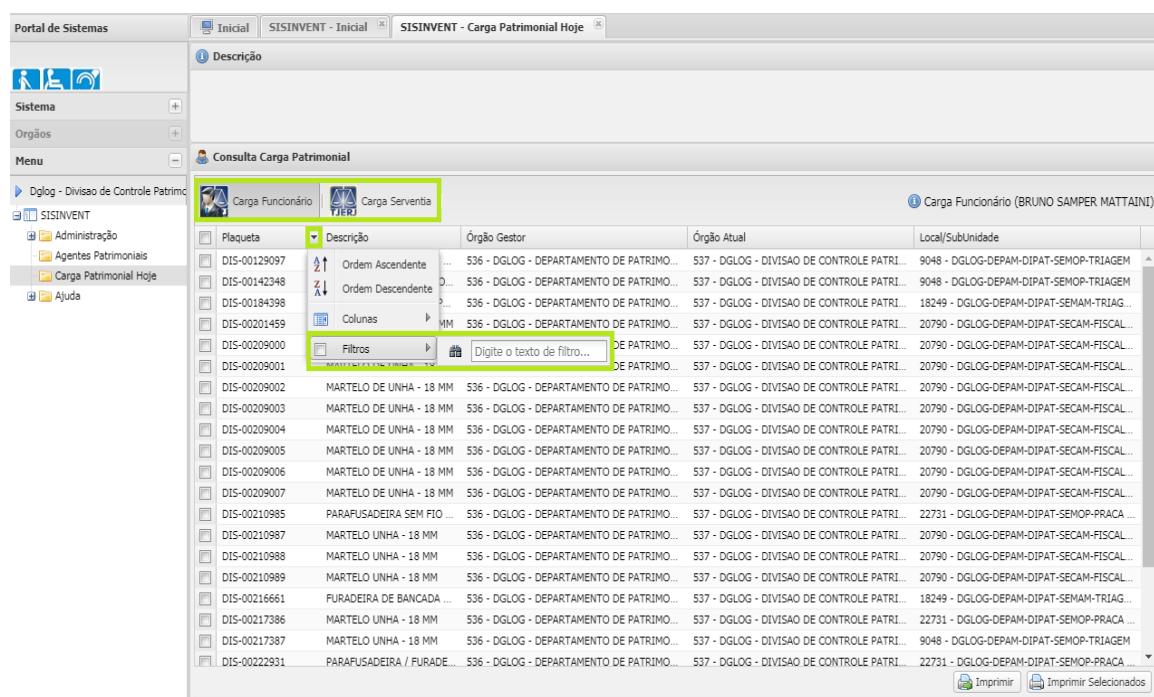 Portal de Sistemas
Inicial SISINVENT - Inicial SISINVENT - Carga Patrimonial Hoje
Descrição
Sistema
Orgãos
Menu
Consulta Carga Patrimonial
Dglog - Divisao de Controle Patrimo
SISINVENT
Administração
Agentes Patrimoniais
Carga Patrimonial Hoje
Ajuda
Carga Funcionário TJERJ Carga Serventia Carga Funcionário (BRUNO SAMPER MATTAINI)
Plaqueta Descrição Órgão Gestor Órgão Atual Local/SubUnidade
DIS-00129097 ... 536 - DGLOG - DEPARTAMENTO DE PATRIMO... 537 - DGLOG - DIVISAO DE CONTROLE PATRI... 9048 - DGLOG-DEPAM-DIPAT-SEMOP-TRIAGEM
DIS-00142348 536 - DGLOG - DEPARTAMENTO DE PATRIMO... 537 - DGLOG - DIVISAO DE CONTROLE PATRI... 9048 - DGLOG-DEPAM-DIPAT-SEMOP-TRIAGEM
DIS-00184398 536 - DGLOG - DEPARTAMENTO DE PATRIMO... 537 - DGLOG - DIVISAO DE CONTROLE PATRI... 18249 - DGLOG-DEPAM-DIPAT-SEMAM-TRIAG...
DIS-00201459 MM 536 - DGLOG - DEPARTAMENTO DE PATRIMO... 537 - DGLOG - DIVISAO DE CONTROLE PATRI... 20790 - DGLOG-DEPAM-DIPAT-SECAM-FISCAL...
DIS-00209000 DE PATRIMO... 537 - DGLOG - DIVISAO DE CONTROLE PATRI... 20790 - DGLOG-DEPAM-DIPAT-SECAM-FISCAL...
DIS-00209001 DE PATRIMO... 537 - DGLOG - DIVISAO DE CONTROLE PATRI... 20790 - DGLOG-DEPAM-DIPAT-SECAM-FISCAL...
Ordem Ascendente
Ordem Descendente
Colunas
Filtros Digite o texto de filtro...
DIS-00209002 MARTELO DE UNHA - 18 MM 536 - DGLOG - DEPARTAMENTO DE PATRIMO... 537 - DGLOG - DIVISAO DE CONTROLE PATRI... 20790 - DGLOG-DEPAM-DIPAT-SECAM-FISCAL...
DIS-00209003 MARTELO DE UNHA - 18 MM 536 - DGLOG - DEPARTAMENTO DE PATRIMO... 537 - DGLOG - DIVISAO DE CONTROLE PATRI... 20790 - DGLOG-DEPAM-DIPAT-SECAM-FISCAL...
DIS-00209004 MARTELO DE UNHA - 18 MM 536 - DGLOG - DEPARTAMENTO DE PATRIMO... 537 - DGLOG - DIVISAO DE CONTROLE PATRI... 20790 - DGLOG-DEPAM-DIPAT-SECAM-FISCAL...
DIS-00209005 MARTELO DE UNHA - 18 MM 536 - DGLOG - DEPARTAMENTO DE PATRIMO... 537 - DGLOG - DIVISAO DE CONTROLE PATRI... 20790 - DGLOG-DEPAM-DIPAT-SECAM-FISCAL...
DIS-00209006 MARTELO DE UNHA - 18 MM 536 - DGLOG - DEPARTAMENTO DE PATRIMO... 537 - DGLOG - DIVISAO DE CONTROLE PATRI... 20790 - DGLOG-DEPAM-DIPAT-SECAM-FISCAL...
DIS-00209007 MARTELO DE UNHA - 18 MM 536 - DGLOG - DEPARTAMENTO DE PATRIMO... 537 - DGLOG - DIVISAO DE CONTROLE PATRI... 20790 - DGLOG-DEPAM-DIPAT-SECAM-FISCAL...
DIS-00210985 PARAFUSADEIRA SEM FIO ... 536 - DGLOG - DEPARTAMENTO DE PATRIMO... 537 - DGLOG - DIVISAO DE CONTROLE PATRI... 22731 - DGLOG-DEPAM-DIPAT-SEMOP-PRACA ...
DIS-00210987 MARTELO UNHA - 18 MM 536 - DGLOG - DEPARTAMENTO DE PATRIMO... 537 - DGLOG - DIVISAO DE CONTROLE PATRI... 20790 - DGLOG-DEPAM-DIPAT-SECAM-FISCAL...
DIS-00210988 MARTELO UNHA - 18 MM 536 - DGLOG - DEPARTAMENTO DE PATRIMO... 537 - DGLOG - DIVISAO DE CONTROLE PATRI... 20790 - DGLOG-DEPAM-DIPAT-SECAM-FISCAL...
DIS-00210989 MARTELO UNHA - 18 MM 536 - DGLOG - DEPARTAMENTO DE PATRIMO... 537 - DGLOG - DIVISAO DE CONTROLE PATRI... 20790 - DGLOG-DEPAM-DIPAT-SECAM-FISCAL...
DIS-00216661 FURADEIRA DE BANCADA ... 536 - DGLOG - DEPARTAMENTO DE PATRIMO... 537 - DGLOG - DIVISAO DE CONTROLE PATRI... 18249 - DGLOG-DEPAM-DIPAT-SEMAM-TRIAG...
DIS-00217386 MARTELO UNHA - 18 MM 536 - DGLOG - DEPARTAMENTO DE PATRIMO... 537 - DGLOG - DIVISAO DE CONTROLE PATRI... 22731 - DGLOG-DEPAM-DIPAT-SEMOP-PRACA ...
DIS-00217387 MARTELO UNHA - 18 MM 536 - DGLOG - DEPARTAMENTO DE PATRIMO... 537 - DGLOG - DIVISAO DE CONTROLE PATRI... 9048 - DGLOG-DEPAM-DIPAT-SEMOP-TRIAGEM
DIS-00222931 PARAFUSADEIRA / FURADE... 536 - DGLOG - DEPARTAMENTO DE PATRIMO... 537 - DGLOG - DIVISAO DE CONTROLE PATRI... 22731 - DGLOG-DEPAM-DIPAT-SEMOP-PRACA ...
Imprimir Imprimir Selecionados